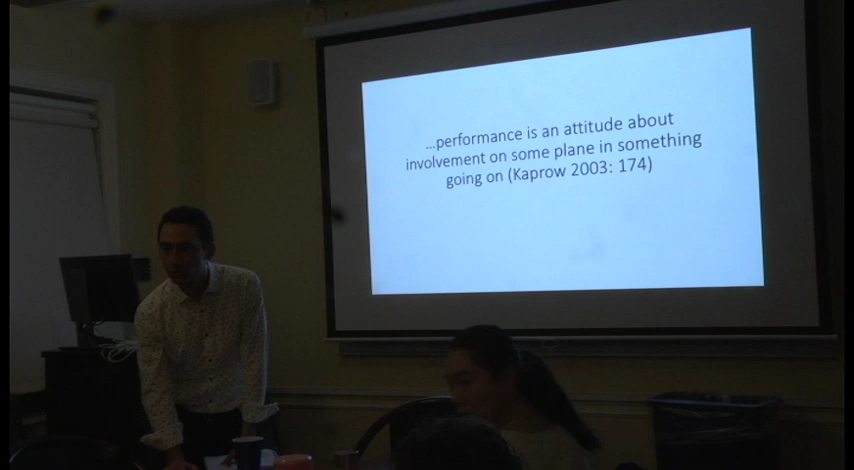 ...performance is an attitude about
involvement on some plane in something
going on (Kaprow 2003: 174)